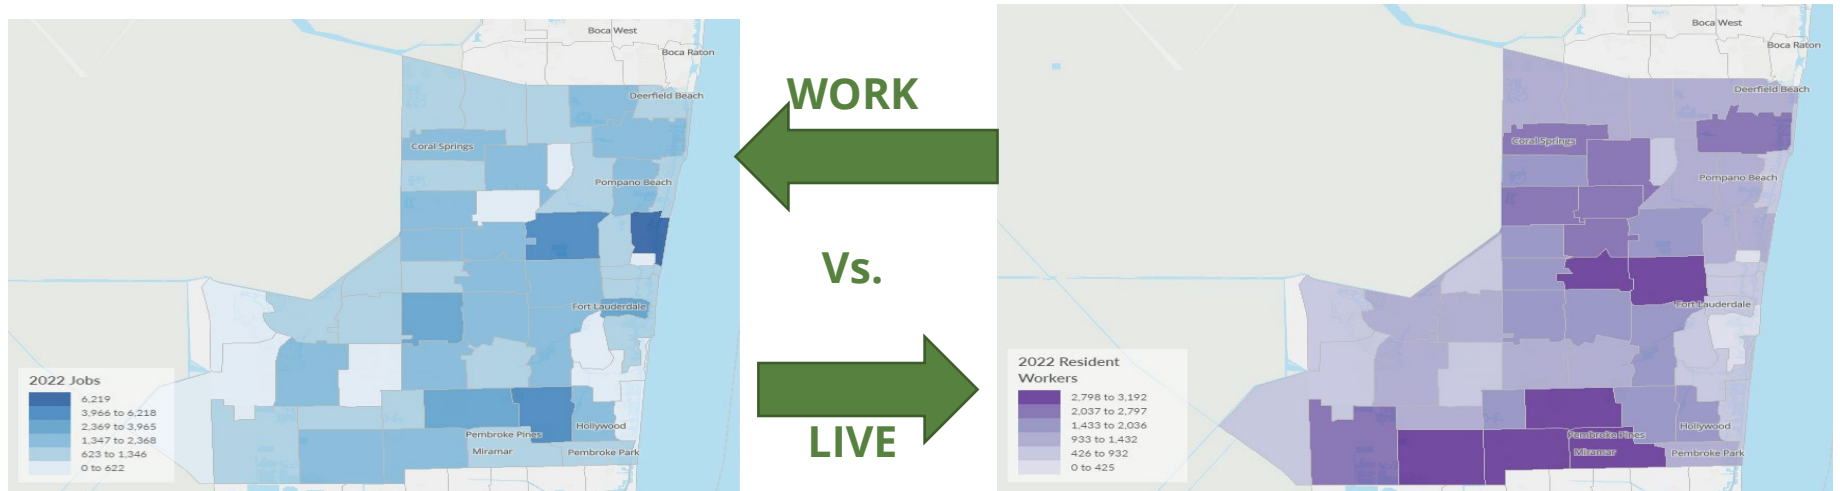 Boca West
Boca Raton
Deerfield Beach
Coral Springs
Pompano Beach
Fort Lauderdale
Hollywood
Pembroke Pines
Miramar
Pembroke Park
2022 Jobs
6,219
3,966 to 6,218
2,369 to 3,965
1,347 to 2,368
623 to 1,346
0 to 622
WORK
Vs.
LIVE
Boca West
Boca Raton
Deerfield Beach
Coral Springs
Pompano Beach
Fort Lauderdale
Hollywood
Pembroke Pines
Miramar
Pembroke Park
2022 Resident
Workers
2,798 to 3,192
2,037 to 2,797
1,433 to 2,036
933 to 1,432
426 to 932
0 to 425